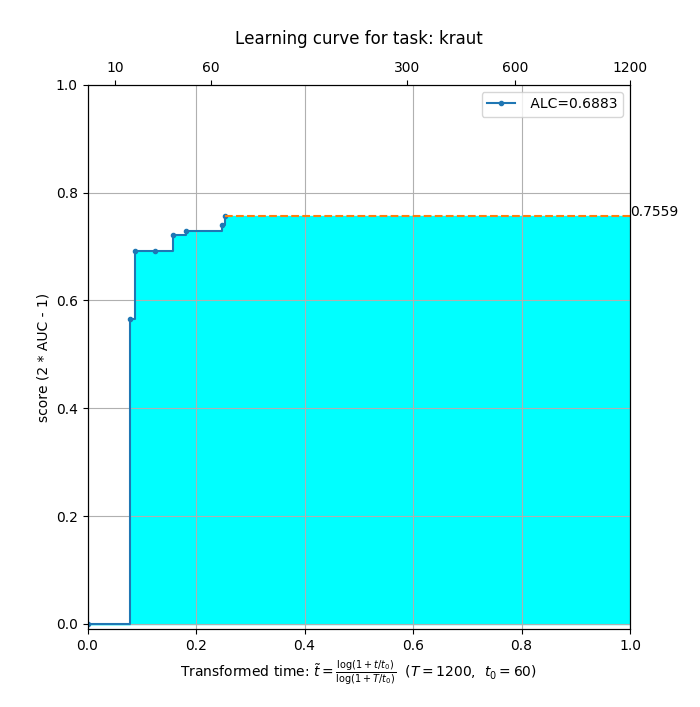 Learning curve for task: kraut
10 60 300 600 1200
ALC=0.6883
1.0
0.8
0.7559
0.6
0.4
0.2
0.0
score (2 * AUC - 1)
0.0 0.2 0.4 0.6 0.8 1.0
Transformed time: t̃ = log(1 + t/t₀) / log(1 + T/t₀) (T = 1200, t₀ = 60)